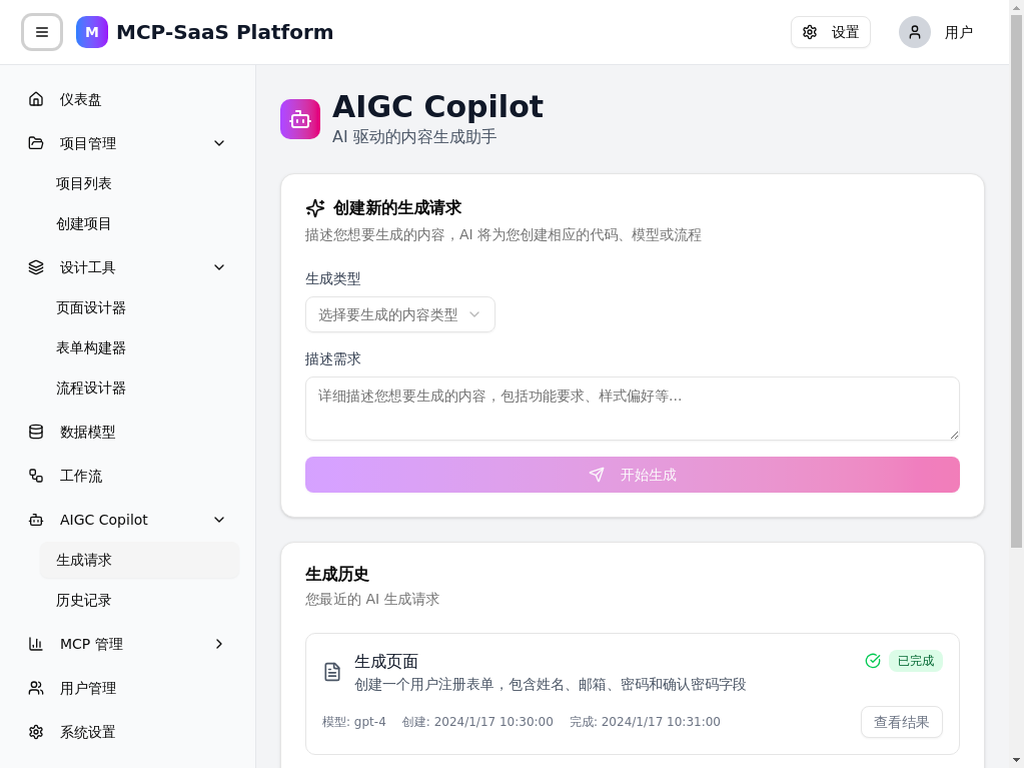 M
MCP-SaaS Platform
设置
用户
仪表盘
项目管理
项目列表
创建项目
设计工具
页面设计器
表单构建器
流程设计器
数据模型
工作流
AIGC Copilot
生成请求
历史记录
MCP 管理
用户管理
系统设置
AIGC Copilot
AI 驱动的内容生成助手
创建新的生成请求
描述您想要生成的内容，AI 将为您创建相应的代码、模型或流程
生成类型
选择要生成的内容类型
描述需求
详细描述您想要生成的内容，包括功能要求、样式偏好等...
开始生成
生成历史
您最近的 AI 生成请求
生成页面
已完成
创建一个用户注册表单，包含姓名、邮箱、密码和确认密码字段
模型: gpt-4 创建: 2024/1/17 10:30:00 完成: 2024/1/17 10:31:00
查看结果